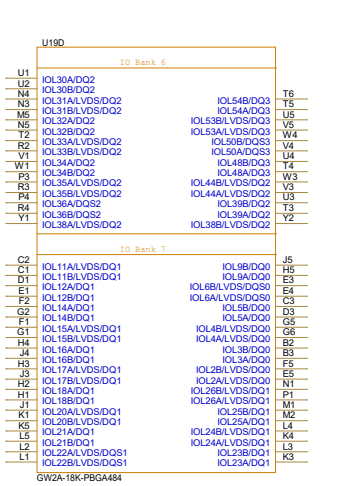 U19D
IO Bank 6
U1 IOL30A/DQ2
U2 IOL30B/DQ2
N4 IOL31A/LVDS/DQ2 IOL54B/DQ3 T6
N3 IOL31B/LVDS/DQ2 IOL54A/DQ3 T5
M5 IOL32A/DQ2 IOL53B/LVDS/DQ3 U5
N5 IOL32B/DQ2 IOL53A/LVDS/DQ3 V5
T2 IOL33A/LVDS/DQ2 IOL50B/DQS3 W4
R2 IOL33B/LVDS/DQ2 IOL50A/DQS3 V4
V1 IOL34A/DQ2 IOL48B/DQ3 U4
W1 IOL34B/DQ2 IOL48A/DQ3 T4
P3 IOL35A/LVDS/DQ2 IOL44B/LVDS/DQ2 W3
R3 IOL35B/LVDS/DQ2 IOL44A/LVDS/DQ2 V3
P4 IOL36A/DQS2 IOL39B/DQ2 U3
R4 IOL36B/DQS2 IOL39A/DQ2 T3
Y1 IOL38A/LVDS/DQ2 IOL38B/LVDS/DQ2 Y2
IO Bank 7
C2 IOL11A/LVDS/DQ1 IOL9B/DQ0 J5
C1 IOL11B/LVDS/DQ1 IOL9A/DQ0 H5
D1 IOL12A/DQ1 IOL6B/LVDS/DQS0 E3
E1 IOL12B/DQ1 IOL6A/LVDS/DQS0 E4
F2 IOL14A/DQ1 IOL5B/DQ0 C3
G2 IOL14B/DQ1 IOL5A/DQ0 D3
F1 IOL15A/LVDS/DQ1 IOL4B/LVDS/DQ0 G5
G1 IOL15B/LVDS/DQ1 IOL4A/LVDS/DQ0 G6
H4 IOL16A/DQ1 IOL3B/DQ0 B2
J4 IOL16B/DQ1 IOL3A/DQ0 B3
H3 IOL17A/LVDS/DQ1 IOL2B/LVDS/DQ0 F5
J3 IOL17B/LVDS/DQ1 IOL2A/LVDS/DQ0 E5
H2 IOL18A/DQ1 IOL26B/LVDS/DQ1 N1
H1 IOL18B/DQ1 IOL26A/LVDS/DQ1 P1
J1 IOL20A/LVDS/DQ1 IOL25B/DQ1 M1
K1 IOL20B/LVDS/DQ1 IOL25A/DQ1 M2
K5 IOL21A/DQ1 IOL24B/LVDS/DQ1 L4
L5 IOL21B/DQ1 IOL24A/LVDS/DQ1 K4
L2 IOL22A/LVDS/DQS1 IOL23B/DQ1 L3
L1 IOL22B/LVDS/DQS1 IOL23A/DQ1 K3
GW2A-18K-PBGA484